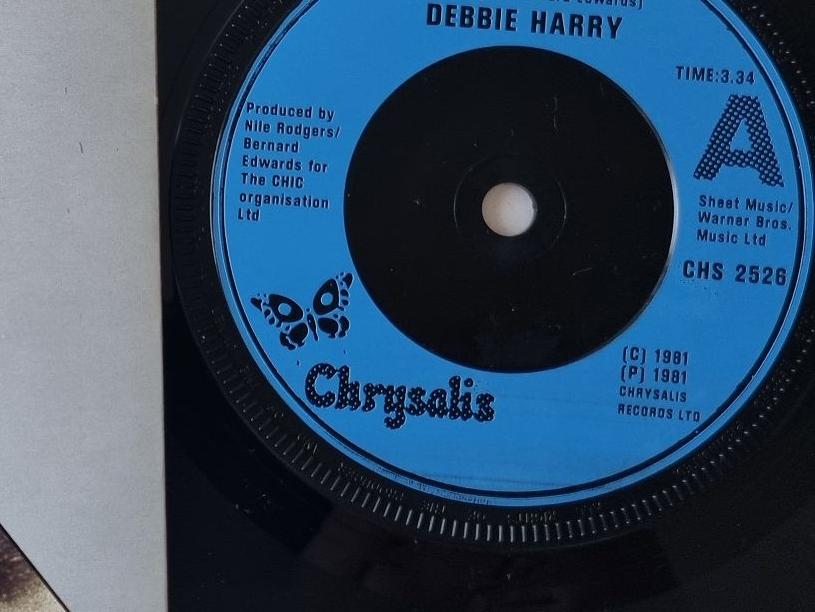 Edwards)
DEBBIE HARRY
TIME:3.34
A
Produced by
Nile Rodgers/
Bernard
Edwards for
The CHIC
organisation
Ltd
Sheet Music/
Warner Bros.
Music Ltd
CHS 2526
(C) 1981
(P) 1981
CHRYSALIS
RECORDS LTD
Chrysalis